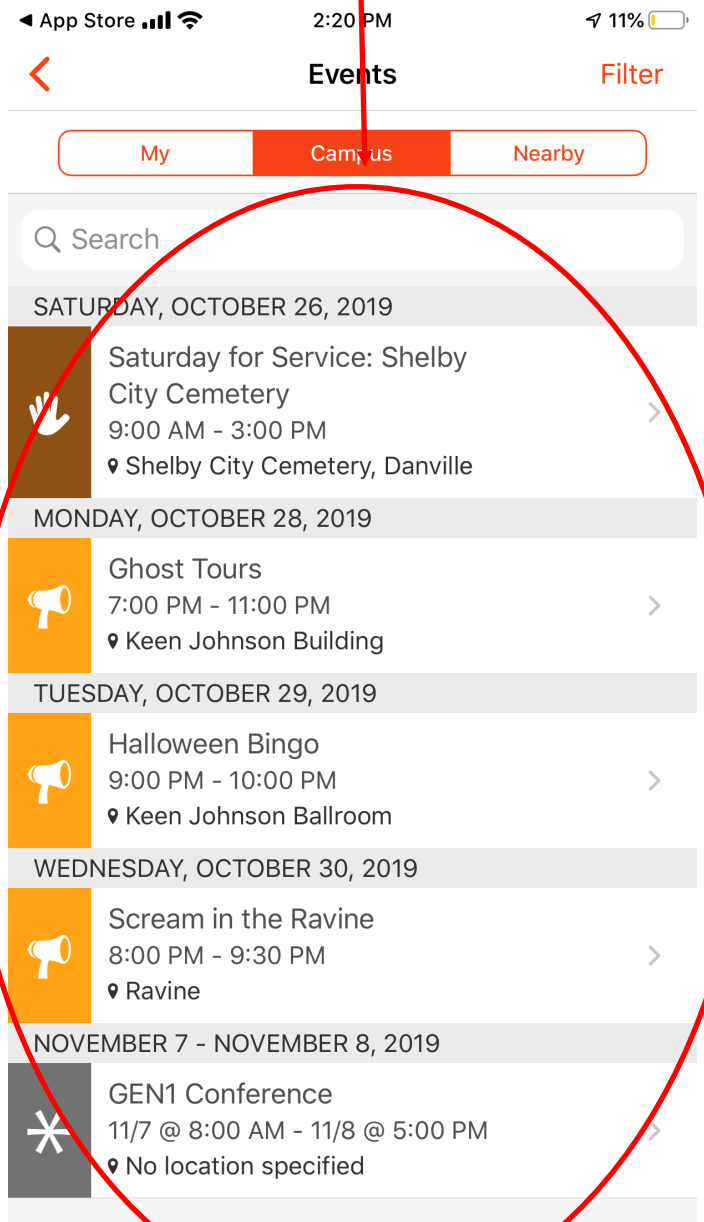 App Store 2:20 PM 11%
Events Filter
My Campus Nearby
Search
SATURDAY, OCTOBER 26, 2019
Saturday for Service: Shelby
City Cemetery
9:00 AM - 3:00 PM
Shelby City Cemetery, Danville
MONDAY, OCTOBER 28, 2019
Ghost Tours
7:00 PM - 11:00 PM
Keen Johnson Building
TUESDAY, OCTOBER 29, 2019
Halloween Bingo
9:00 PM - 10:00 PM
Keen Johnson Ballroom
WEDNESDAY, OCTOBER 30, 2019
Scream in the Ravine
8:00 PM - 9:30 PM
Ravine
NOVEMBER 7 - NOVEMBER 8, 2019
GEN1 Conference
11/7 @ 8:00 AM - 11/8 @ 5:00 PM
No location specified